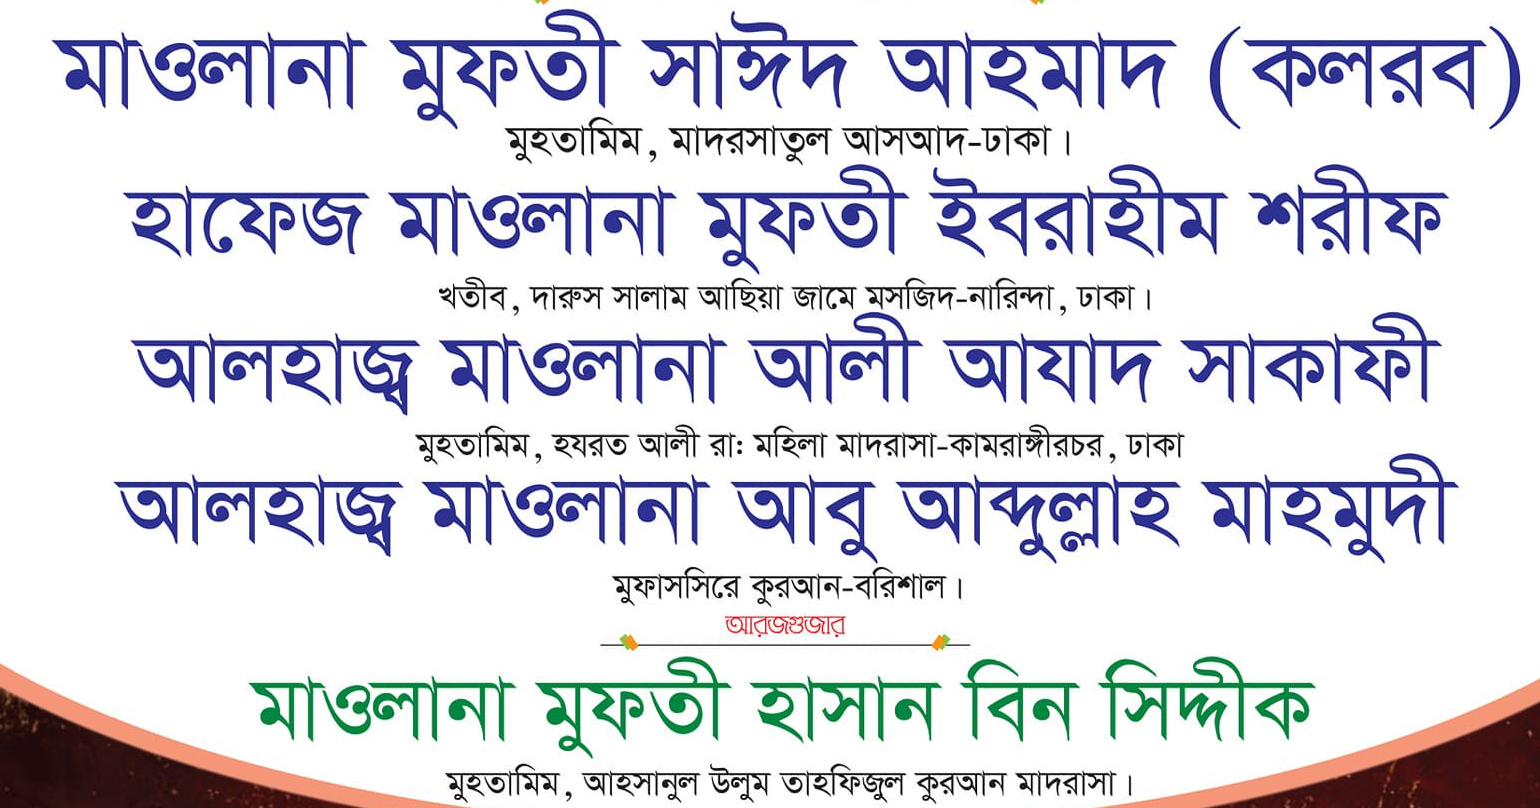 মাওলানা মুফতী সাঈদ আহমাদ (কলরব)
মুহতামিম, মাদরসাতুল আসআদ-ঢাকা।
হাফেজ মাওলানা মুফতী ইবরাহীম শরীফ
খতীব, দারুস সালাম আছিয়া জামে মসজিদ-নারিন্দা, ঢাকা।
আলহাজ্ব মাওলানা আলী আযাদ সাকাফী
মুহতামিম, হযরত আলী রা: মহিলা মাদরাসা-কামরাঙ্গীরচর, ঢাকা
আলহাজ্ব মাওলানা আবু আব্দুল্লাহ মাহমুদী
মুফাসসিরে কুরআন-বরিশাল।
আরজগুজার
মাওলানা মুফতী হাসান বিন সিদ্দীক
মুহতামিম, আহসানুল উলুম তাহফিজুল কুরআন মাদরাসা।